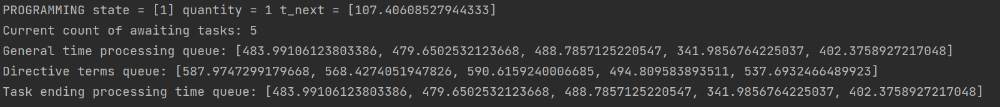 PROGRAMMING state = [1] quantity = 1 t_next = [107.40608527944333]
Current count of awaiting tasks: 5
General time processing queue: [483.99106123803386, 479.6502532123668, 488.7857125220547, 341.9856764225037, 402.3758927217048]
Directive terms queue: [587.9747299179668, 568.4274051947826, 590.6159240006685, 494.809583893511, 537.6932466489923]
Task ending processing time queue: [483.99106123803386, 479.6502532123668, 488.7857125220547, 341.9856764225037, 402.3758927217048]